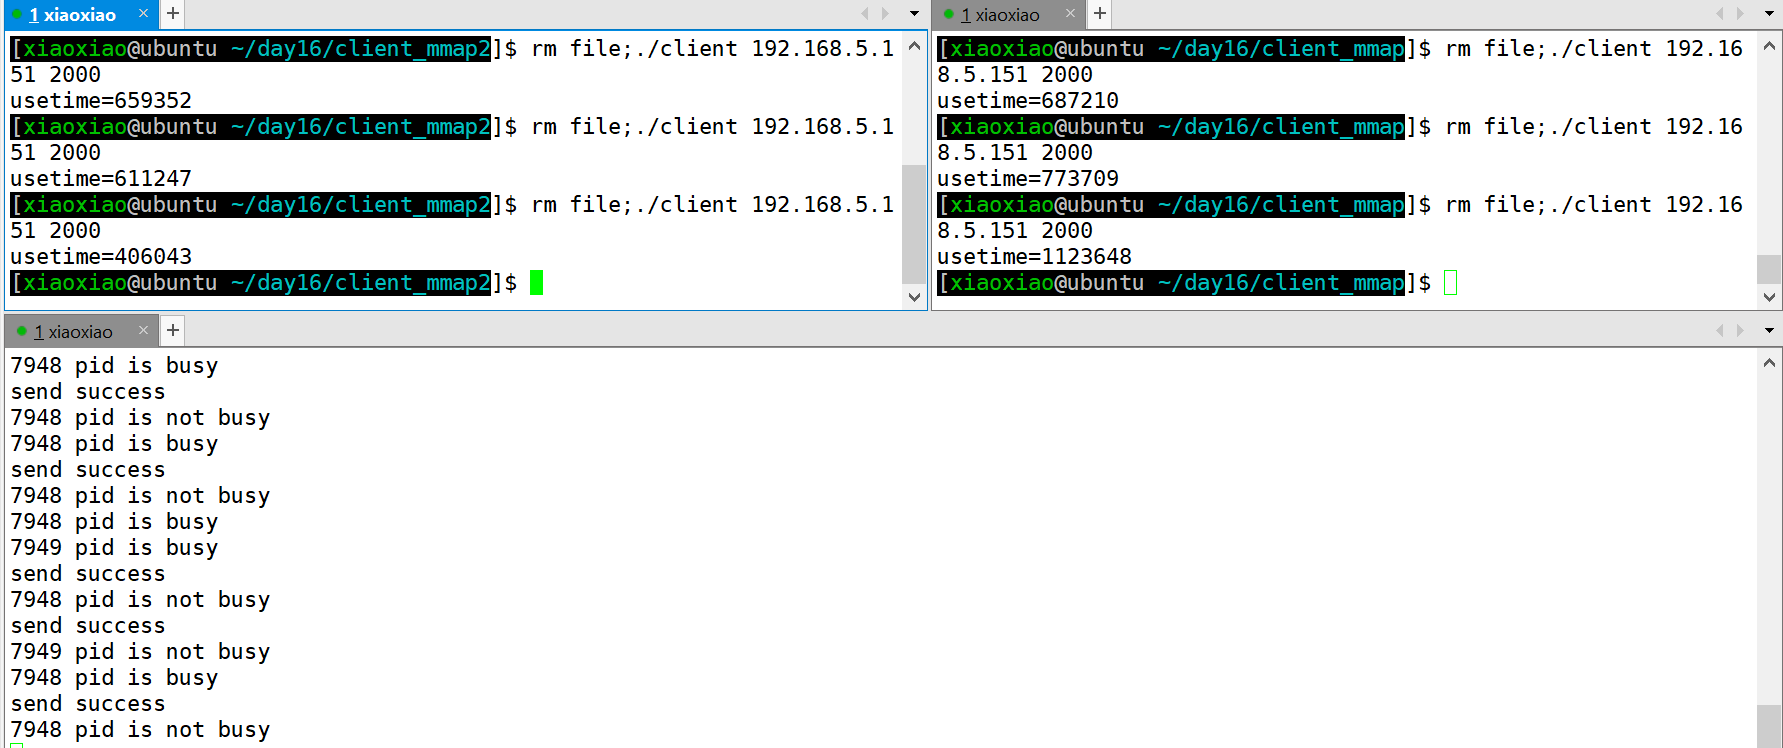 1 xiaoxiao × +
[xiaoxiao@ubuntu ~/day16/client_mmap2]$ rm file;./client 192.168.5.1
51 2000
usetime=659352
[xiaoxiao@ubuntu ~/day16/client_mmap2]$ rm file;./client 192.168.5.1
51 2000
usetime=611247
[xiaoxiao@ubuntu ~/day16/client_mmap2]$ rm file;./client 192.168.5.1
51 2000
usetime=406043
[xiaoxiao@ubuntu ~/day16/client_mmap2]$
1 xiaoxiao × +
[xiaoxiao@ubuntu ~/day16/client_mmap]$ rm file;./client 192.16
8.5.151 2000
usetime=687210
[xiaoxiao@ubuntu ~/day16/client_mmap]$ rm file;./client 192.16
8.5.151 2000
usetime=773709
[xiaoxiao@ubuntu ~/day16/client_mmap]$ rm file;./client 192.16
8.5.151 2000
usetime=1123648
[xiaoxiao@ubuntu ~/day16/client_mmap]$
1 xiaoxiao × +
7948 pid is busy
send success
7948 pid is not busy
7948 pid is busy
send success
7948 pid is not busy
7948 pid is busy
7949 pid is busy
send success
7948 pid is not busy
send success
7949 pid is not busy
7948 pid is busy
send success
7948 pid is not busy